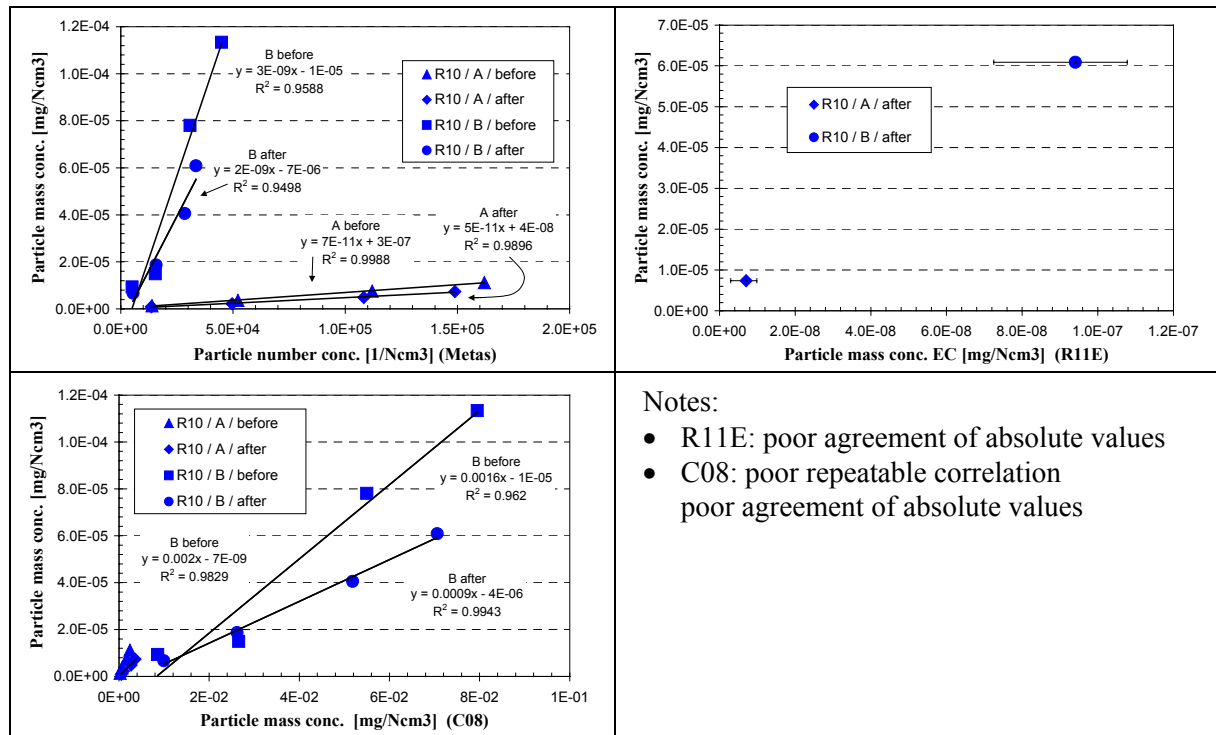 Particle mass conc. [mg/Ncm3]
1.2E-04
1.0E-04
8.0E-05
6.0E-05
4.0E-05
2.0E-05
0.0E+00
B before
y = 3E-09x - 1E-05
R2 = 0.9588
R10 / A / before
R10 / A / after
R10 / B / before
R10 / B / after
B after
y = 2E-09x - 7E-06
R2 = 0.9498
A before
y = 7E-11x + 3E-07
R2 = 0.9988
A after
y = 5E-11x + 4E-08
R2 = 0.9896
0.0E+00 5.0E+04 1.0E+05 1.5E+05 2.0E+05
Particle number conc. [1/Ncm3] (Metas)
Particle mass conc. [mg/Ncm3]
7.0E-05
6.0E-05
5.0E-05
4.0E-05
3.0E-05
2.0E-05
1.0E-05
0.0E+00
R10 / A / after
R10 / B / after
0.0E+00 2.0E-08 4.0E-08 6.0E-08 8.0E-08 1.0E-07 1.2E-07
Particle mass conc. EC [mg/Ncm3] (R11E)
Particle mass conc. [mg/Ncm3]
1.2E-04
1.0E-04
8.0E-05
6.0E-05
4.0E-05
2.0E-05
0.0E+00
R10 / A / before
R10 / A / after
R10 / B / before
R10 / B / after
B before
y = 0.0016x - 1E-05
R2 = 0.962
B before
y = 0.002x - 7E-09
R2 = 0.9829
B after
y = 0.0009x - 4E-06
R2 = 0.9943
0.0E+00 2.E-02 4.E-02 6.E-02 8.E-02 1.E-01
Particle mass conc. [mg/Ncm3] (C08)
Notes:
• R11E: poor agreement of absolute values
• C08: poor repeatable correlation
poor agreement of absolute values